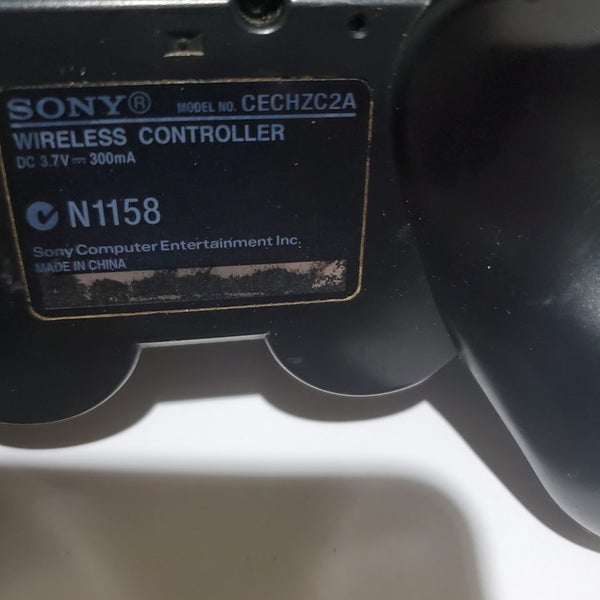 SONY® MODEL NO. CECHZC2A
WIRELESS CONTROLLER
DC 3.7V ⎓ 300mA
N1158
Sony Computer Entertainment Inc.
MADE IN CHINA